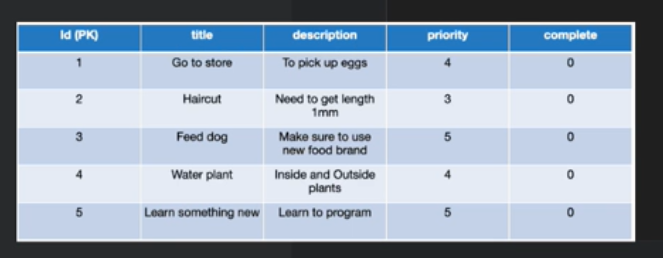 Id (PK) title description priority complete
1 Go to store To pick up eggs 4 0
2 Haircut Need to get length 3 0
1mm
3 Feed dog Make sure to use 5 0
new food brand
4 Water plant Inside and Outside 4 0
plants
5 Learn something new Learn to program 5 0